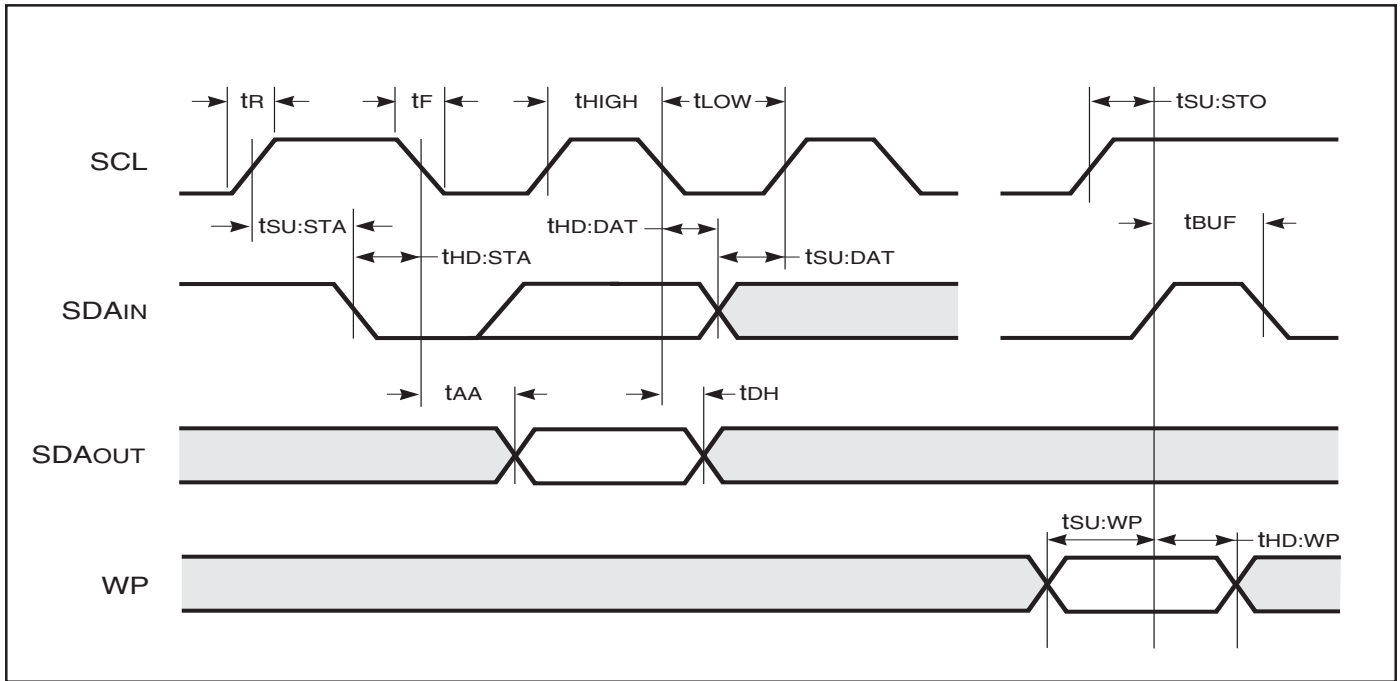 tR tF tHIGH tLOW tSU:STO
SCL
tSU:STA tHD:DAT tBUF
tHD:STA tSU:DAT
SDAIN
tAA tDH
SDAOUT
tSU:WP
tHD:WP
WP